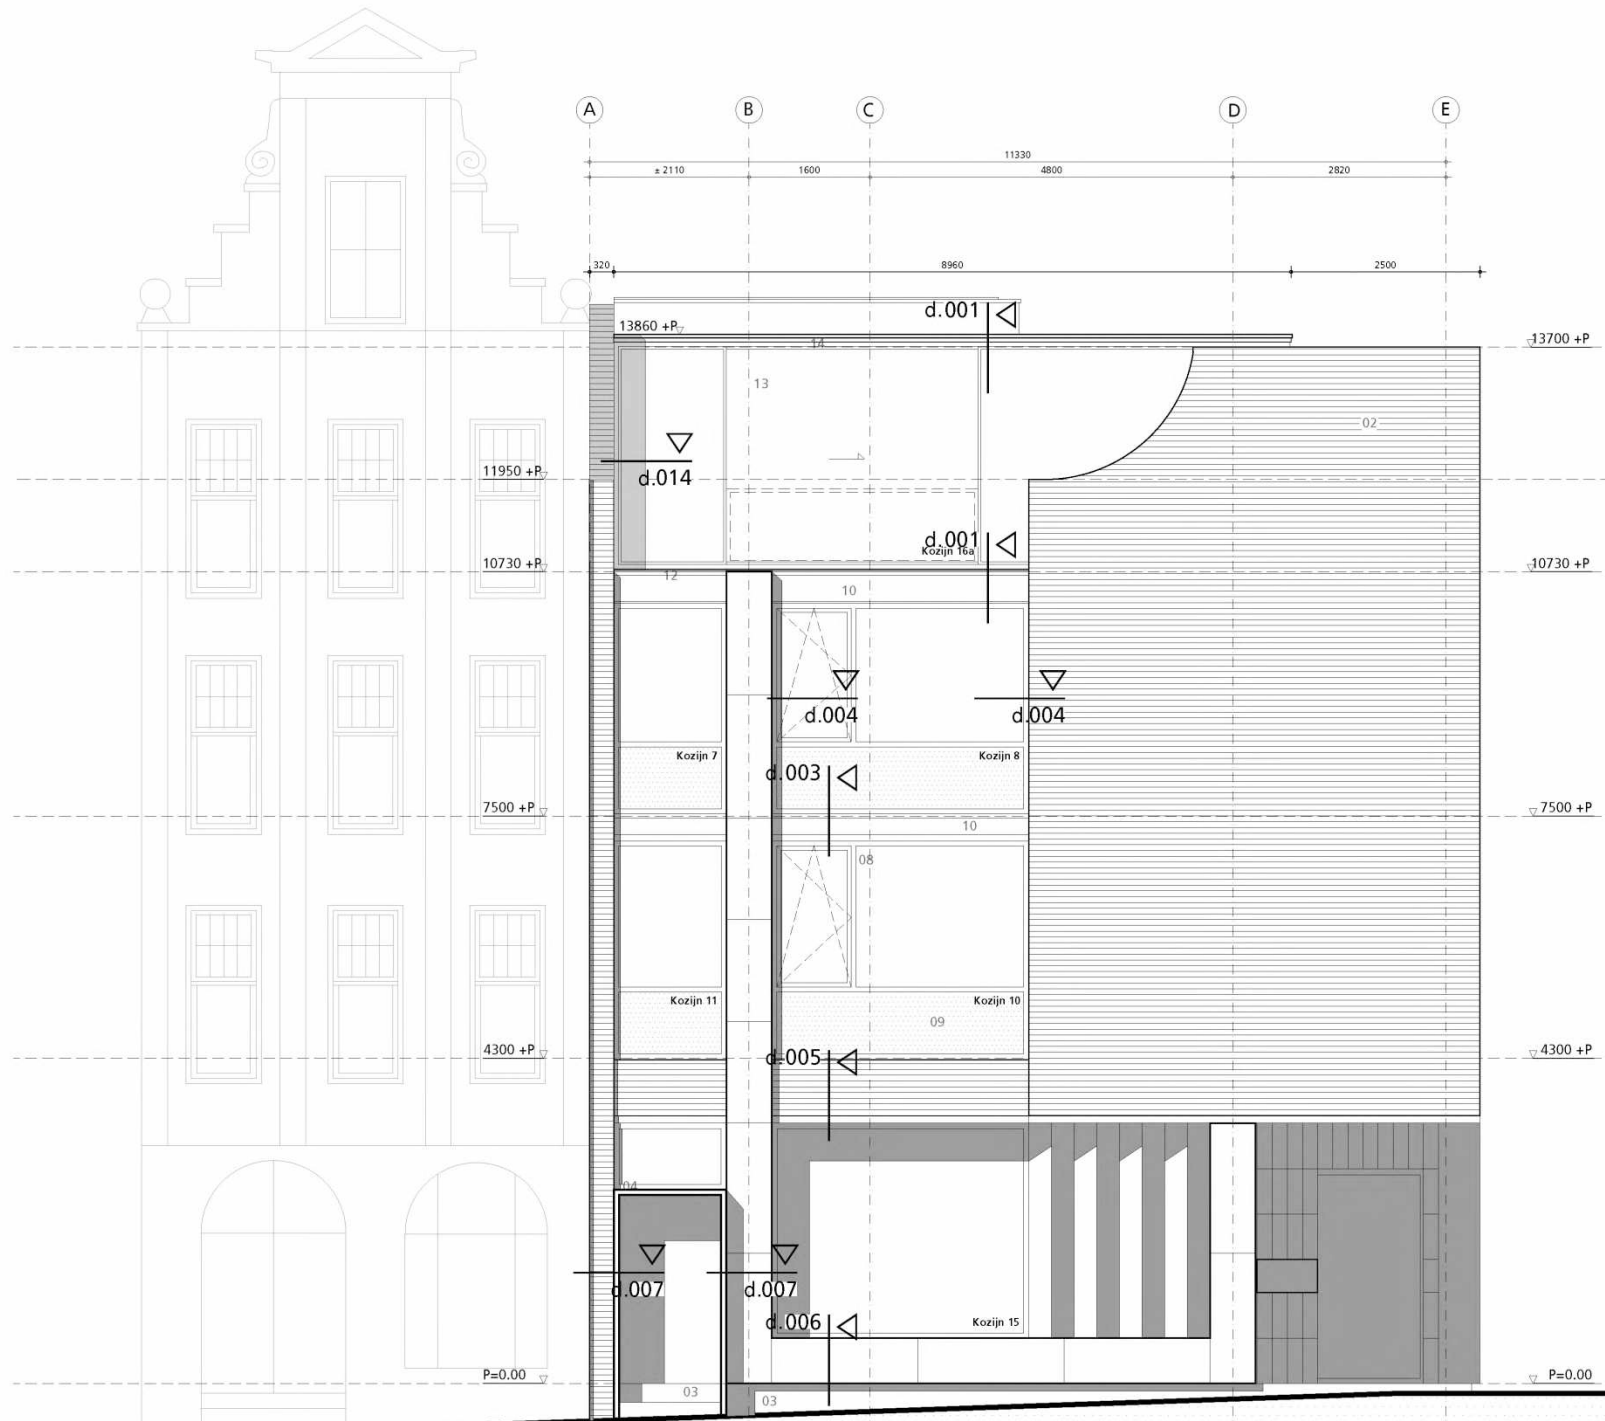 A B C D E
11330
± 2110 1600 4800 2820
320 8960 2500
d.001
13860 +P
13700 +P
14
13
02
d.014
11950 +P
d.001
Kozijn 16a
10730 +P
10730 +P
12
10
d.004
d.004
Kozijn 7
Kozijn 8
d.003
7500 +P
7500 +P
10
08
Kozijn 11
Kozijn 10
09
4300 +P
d.005
4300 +P
04
d.007
d.007
d.006
Kozijn 15
P=0.00
P=0.00
03
03